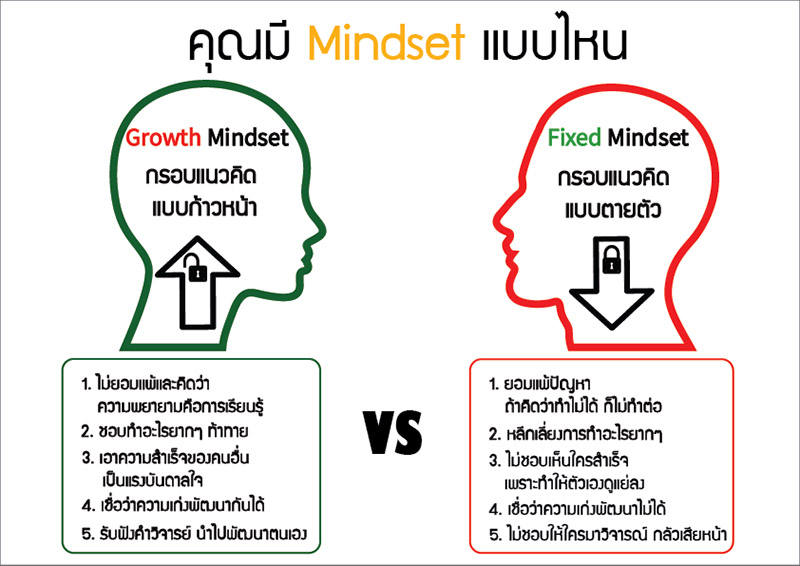 คุณมี Mindset แบบไหน
Growth Mindset
กรอบแนวคิด
แบบก้าวหน้า
Fixed Mindset
กรอบแนวคิด
แบบตายตัว
1. ไม่ยอมแพ้และคิดว่า
ความพยายามคือการเรียนรู้
2. ชอบทำอะไรยากๆ ท้าทาย
3. เอาความสำเร็จของคนอื่น
เป็นแรงบันดาลใจ
4. เชื่อว่าความเก่งพัฒนากันได้
5. รับฟังคำวิจารย์ นำไปพัฒนาตนเอง
VS
1. ยอมแพ้ปัญหา
ถ้าคิดว่าทำไม่ได้ ก็ไม่ทำต่อ
2. หลีกเลี่ยงการทำอะไรยากๆ
3. ไม่ชอบเห็นใครสำเร็จ
เพราะทำให้ตัวเองดูแย่ลง
4. เชื่อว่าความเก่งพัฒนาไม่ได้
5. ไม่ชอบให้ใครมาวิจารณ์ กลัวเสียหน้า